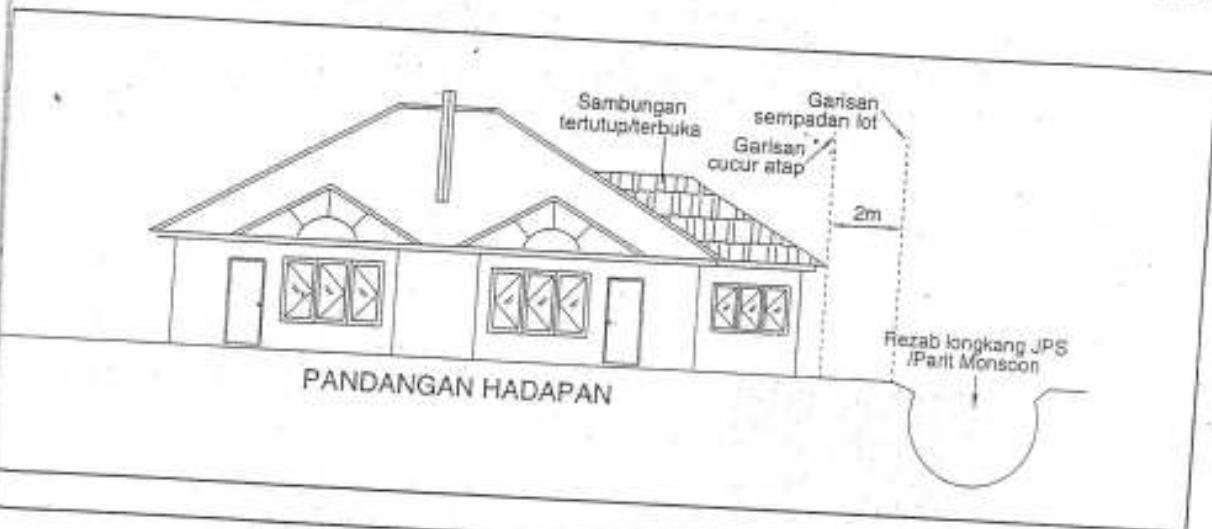 Sambungan
tertutup/terbuka
Garisan
sempadan lot
Garisan
cucur atap
2m
Rezab longkang JPS
/Parit Monsoon
PANDANGAN HADAPAN